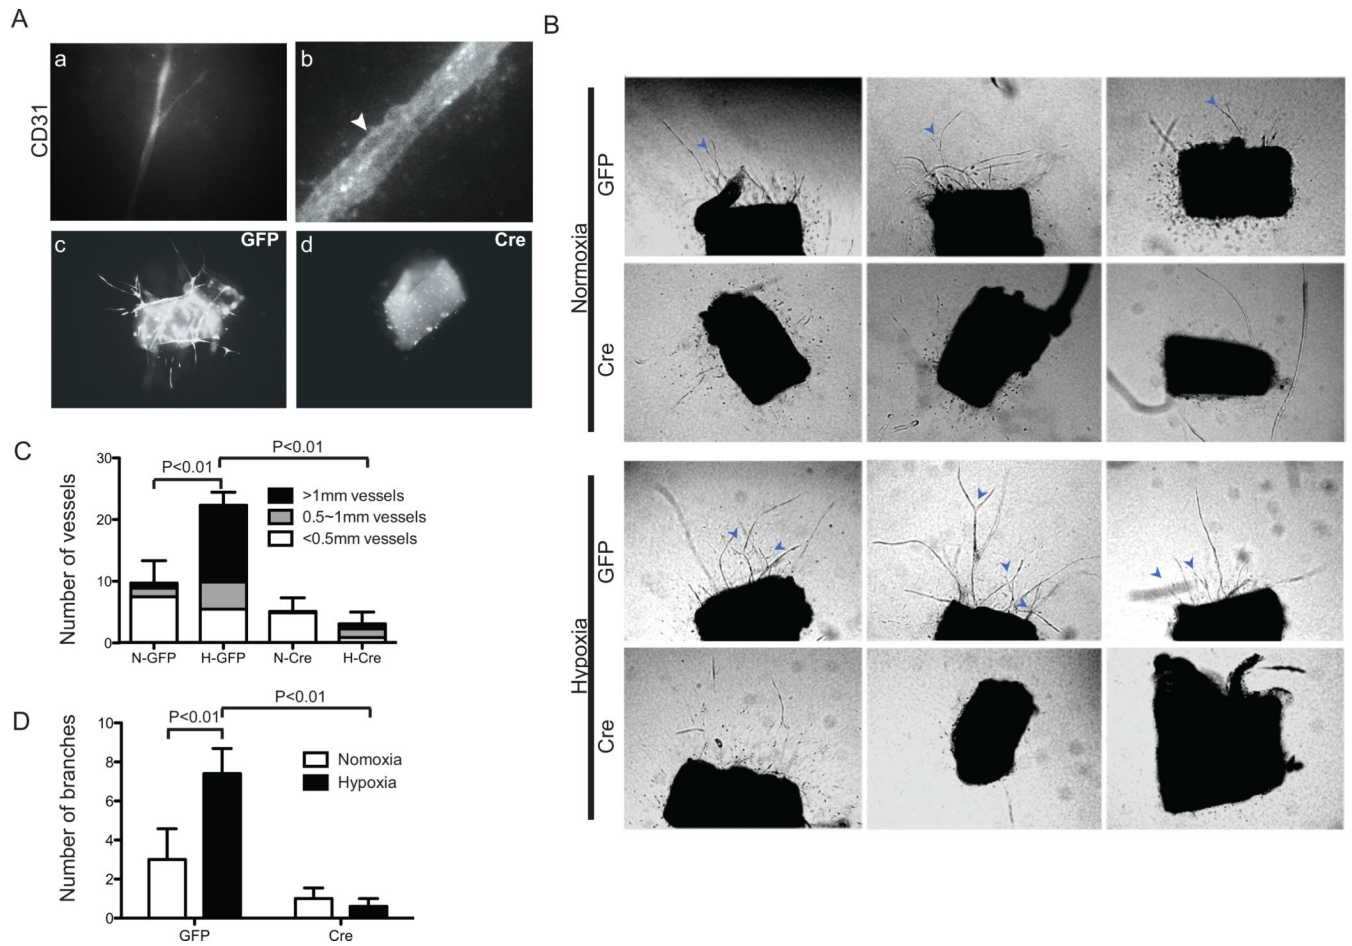 A
CD31
a
b
c
GFP
d
Cre
B
Normoxia
GFP
Cre
Hypoxia
GFP
Cre
C
Number of vessels
30
20
10
0
P<0.01
P<0.01
>1mm vessels
0.5~1mm vessels
<0.5mm vessels
N-GFP
H-GFP
N-Cre
H-Cre
D
Number of branches
10
8
6
4
2
0
P<0.01
P<0.01
Nomoxia
Hypoxia
GFP
Cre